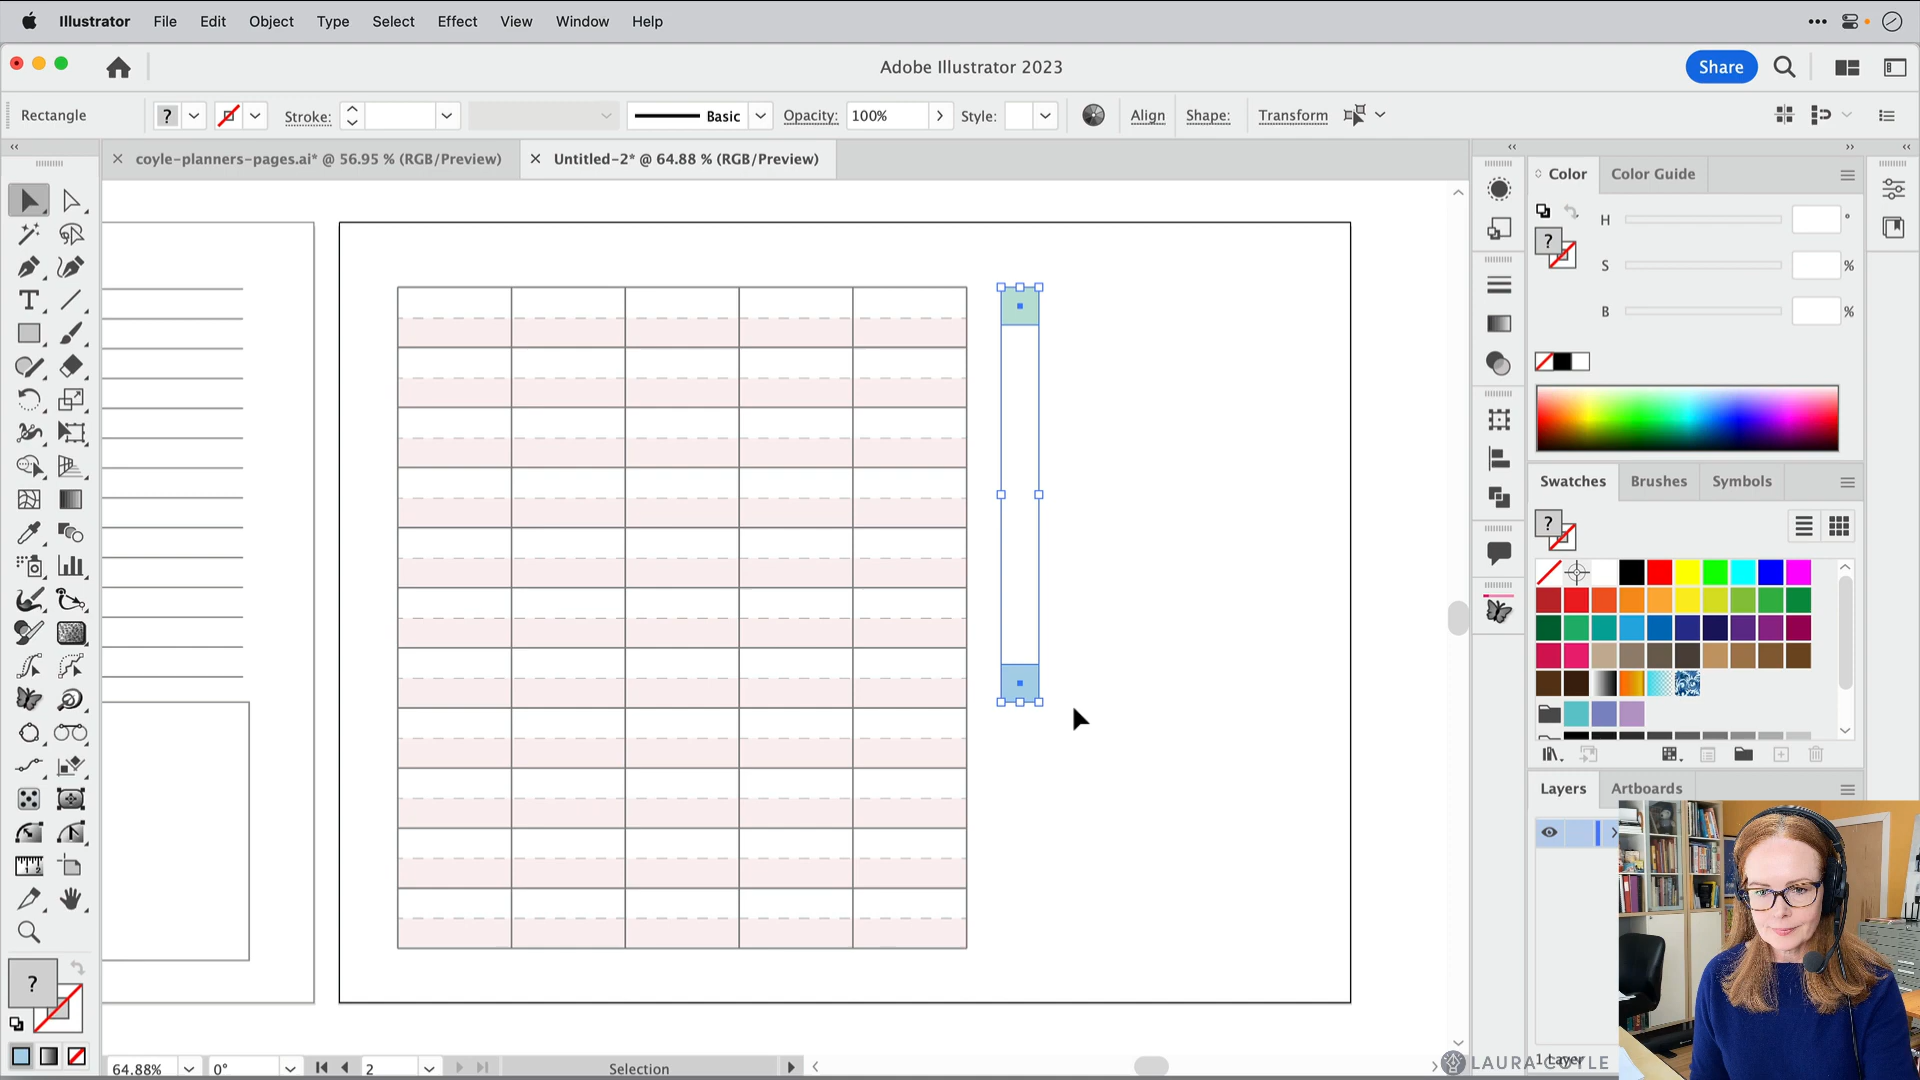 Illustrator File Edit Object Type Select Effect View Window Help
Adobe Illustrator 2023
Share
Rectangle
?
Stroke:
Basic
Opacity:
100%
Style:
Align
Shape:
Transform
coyle-planners-pages.ai* @ 56.95 % (RGB/Preview)
Untitled-2* @ 64.88 % (RGB/Preview)
Color
Color Guide
H
°
?
S
%
B
%
Swatches
Brushes
Symbols
?
Layers
Artboards
?
64.88%
0°
2
Selection
1 Layer
LAURA COYLE